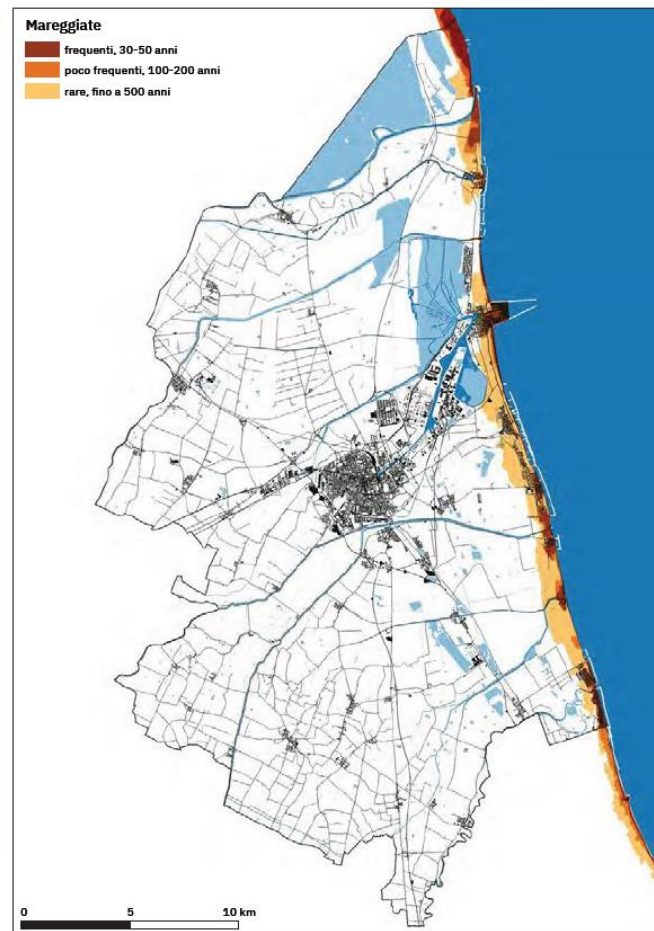 Mareggiate
frequenti, 30-50 anni
poco frequenti, 100-200 anni
rare, fino a 500 anni
0 5 10 km